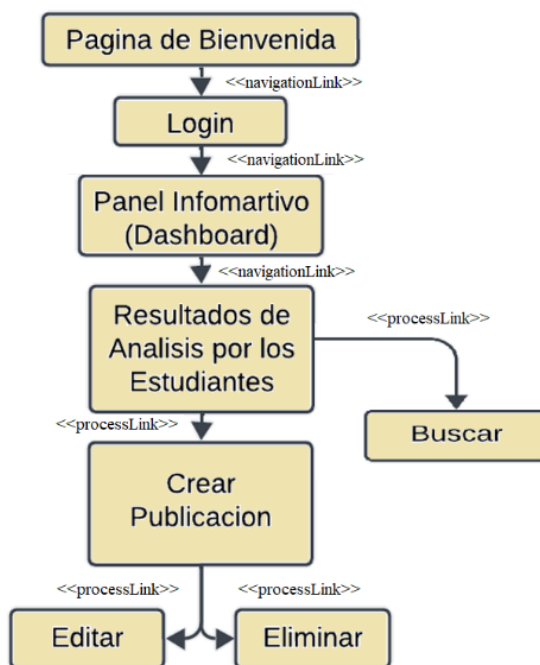 Pagina de Bienvenida
<<navigationLink>>
Login
<<navigationLink>>
Panel Infomartivo
(Dashboard)
<<navigationLink>>
Resultados de
Analisis por los
Estudiantes
<<processLink>>
Buscar
<<processLink>>
Crear
Publicacion
<<processLink>>
<<processLink>>
Editar
Eliminar